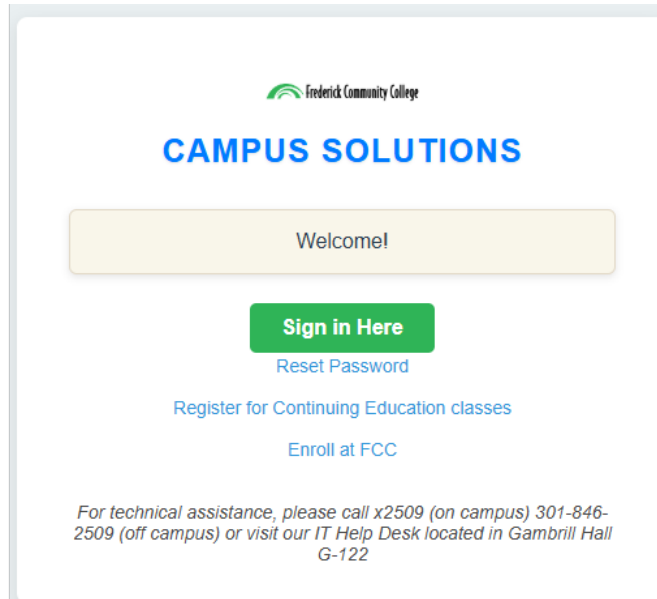 Frederick Community College
CAMPUS SOLUTIONS
Welcome!
Sign in Here
Reset Password
Register for Continuing Education classes
Enroll at FCC
For technical assistance, please call x2509 (on campus) 301-846-
2509 (off campus) or visit our IT Help Desk located in Gambrill Hall
G-122